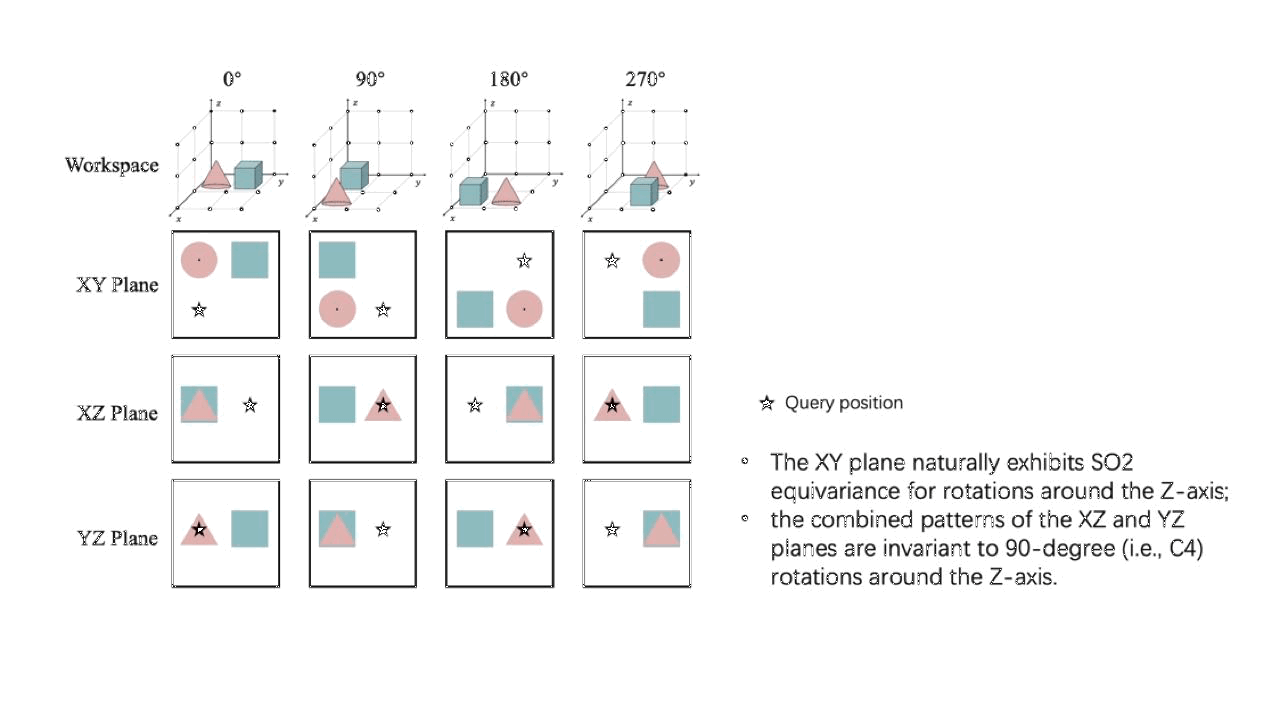 0° 90° 180° 270°
Workspace
z z z z
y y y y
x x x x
XY Plane
XZ Plane
YZ Plane
Query position
• The XY plane naturally exhibits SO2
equivariance for rotations around the Z-axis;
• the combined patterns of the XZ and YZ
planes are invariant to 90-degree (i.e., C4)
rotations around the Z-axis.